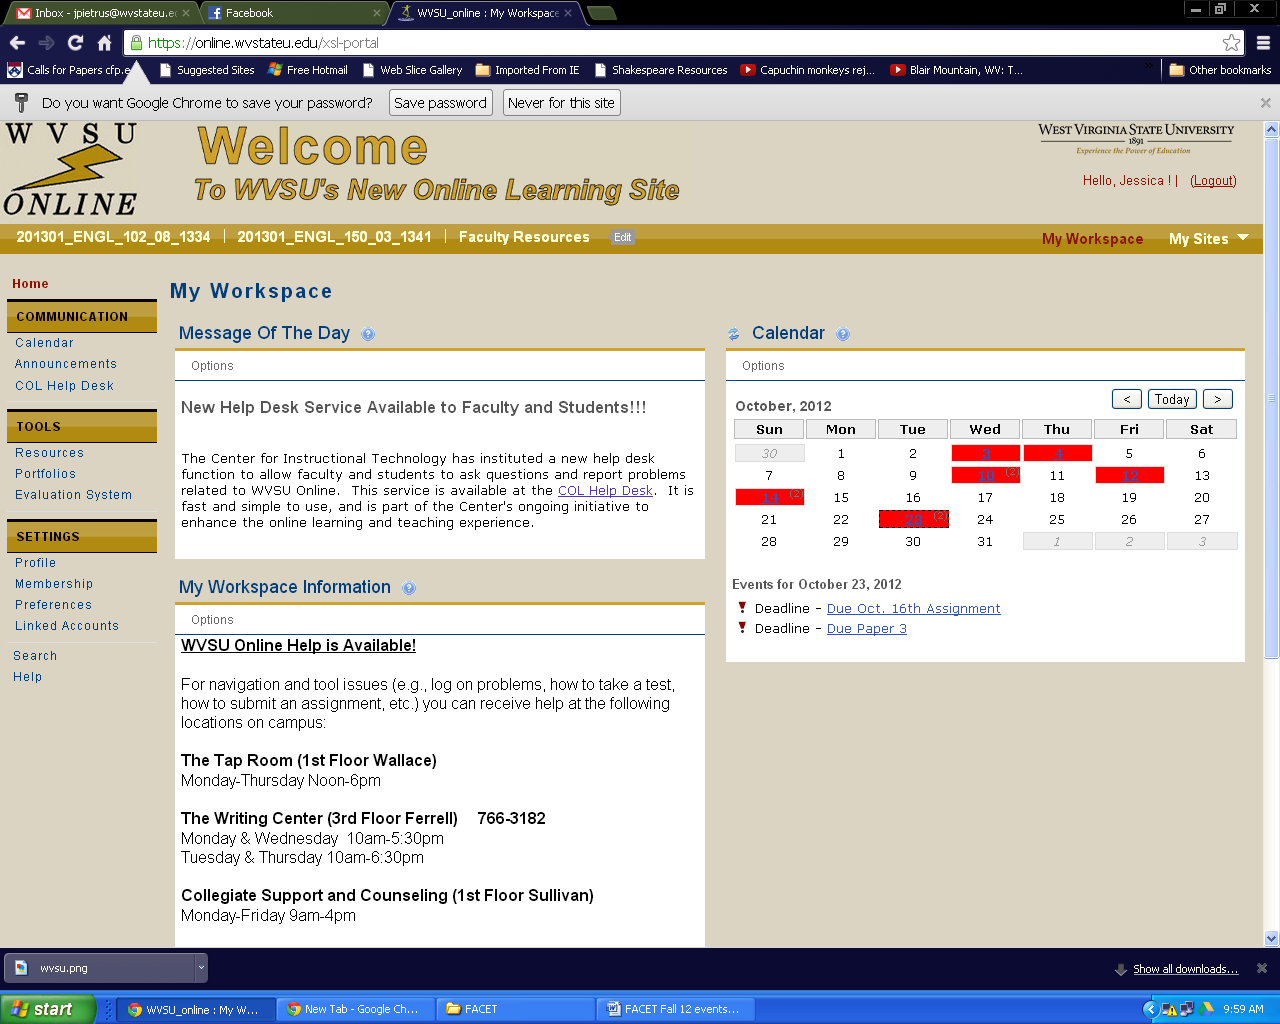 Inbox - jpietrus@wvstateu.e
Facebook
WVSU_online : My Workspace
https://online.wvstateu.edu/xsl-portal
Calls for Papers cfp.e
Suggested Sites
Free Hotmail
Web Slice Gallery
Imported From IE
Shakespeare Resources
Capuchin monkeys rej...
Blair Mountain, WV: T...
»
Other bookmarks
Do you want Google Chrome to save your password?
Save password
Never for this site
WVSU
ONLINE
Welcome
To WVSU's New Online Learning Site
WEST VIRGINIA STATE UNIVERSITY
1891
Experience the Power of Education
Hello, Jessica ! | (Logout)
201301_ENGL_102_08_1334
201301_ENGL_150_03_1341
Faculty Resources
Edit
My Workspace
My Sites
Home
COMMUNICATION
Calendar
Announcements
COL Help Desk
TOOLS
Resources
Portfolios
Evaluation System
SETTINGS
Profile
Membership
Preferences
Linked Accounts
Search
Help
My Workspace
Message Of The Day ?
Options
New Help Desk Service Available to Faculty and Students!!!
The Center for Instructional Technology has instituted a new help desk
function to allow faculty and students to ask questions and report problems
related to WVSU Online. This service is available at the COL Help Desk. It is
fast and simple to use, and is part of the Center's ongoing initiative to
enhance the online learning and teaching experience.
My Workspace Information ?
Options
WVSU Online Help is Available!
For navigation and tool issues (e.g., log on problems, how to take a test,
how to submit an assignment, etc.) you can receive help at the following
locations on campus:
The Tap Room (1st Floor Wallace)
Monday-Thursday Noon-6pm
The Writing Center (3rd Floor Ferrell) 766-3182
Monday & Wednesday 10am-5:30pm
Tuesday & Thursday 10am-6:30pm
Collegiate Support and Counseling (1st Floor Sullivan)
Monday-Friday 9am-4pm
Calendar ?
Options
October, 2012
< Today >
Sun Mon Tue Wed Thu Fri Sat
30 1 2 3 4 5 6
7 8 9 10 (2) 11 12 13
14 (2) 15 16 17 18 19 20
21 22 23 (2) 24 25 26 27
28 29 30 31 1 2 3
Events for October 23, 2012
Deadline - Due Oct. 16th Assignment
Deadline - Due Paper 3
wvsu.png
Show all downloads...
start
WVSU_online : My W...
New Tab - Google Ch...
FACET
FACET Fall 12 events...
9:59 AM